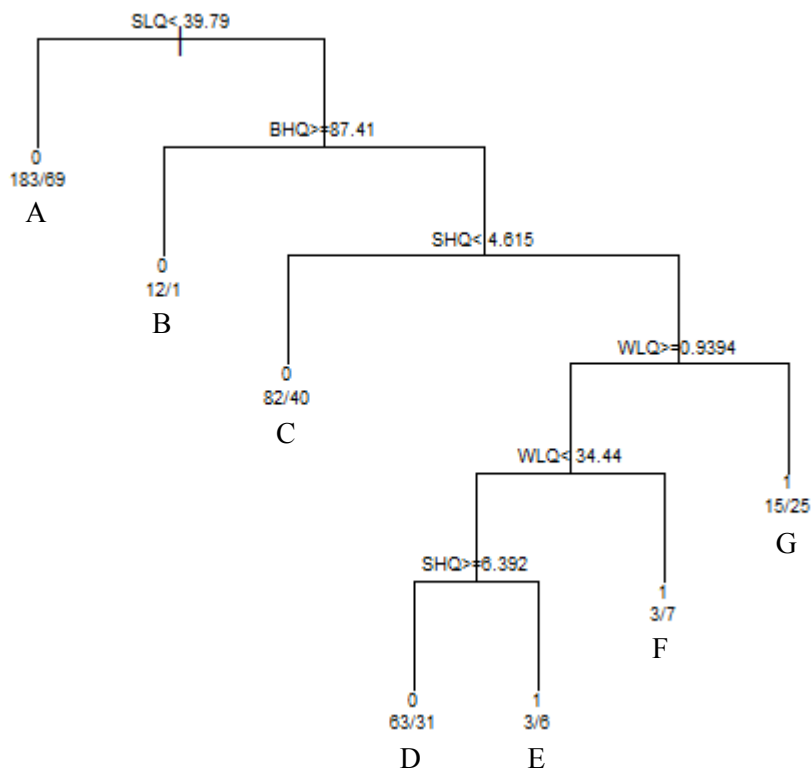 SLQ< 39.79
BHQ>=87.41
0
183/69
A
SHQ< 4.615
0
12/1
B
WLQ>=0.9394
0
82/40
C
WLQ< 34.44
1
15/25
G
SHQ>=6.392
1
3/7
F
0
63/31
D
1
3/6
E